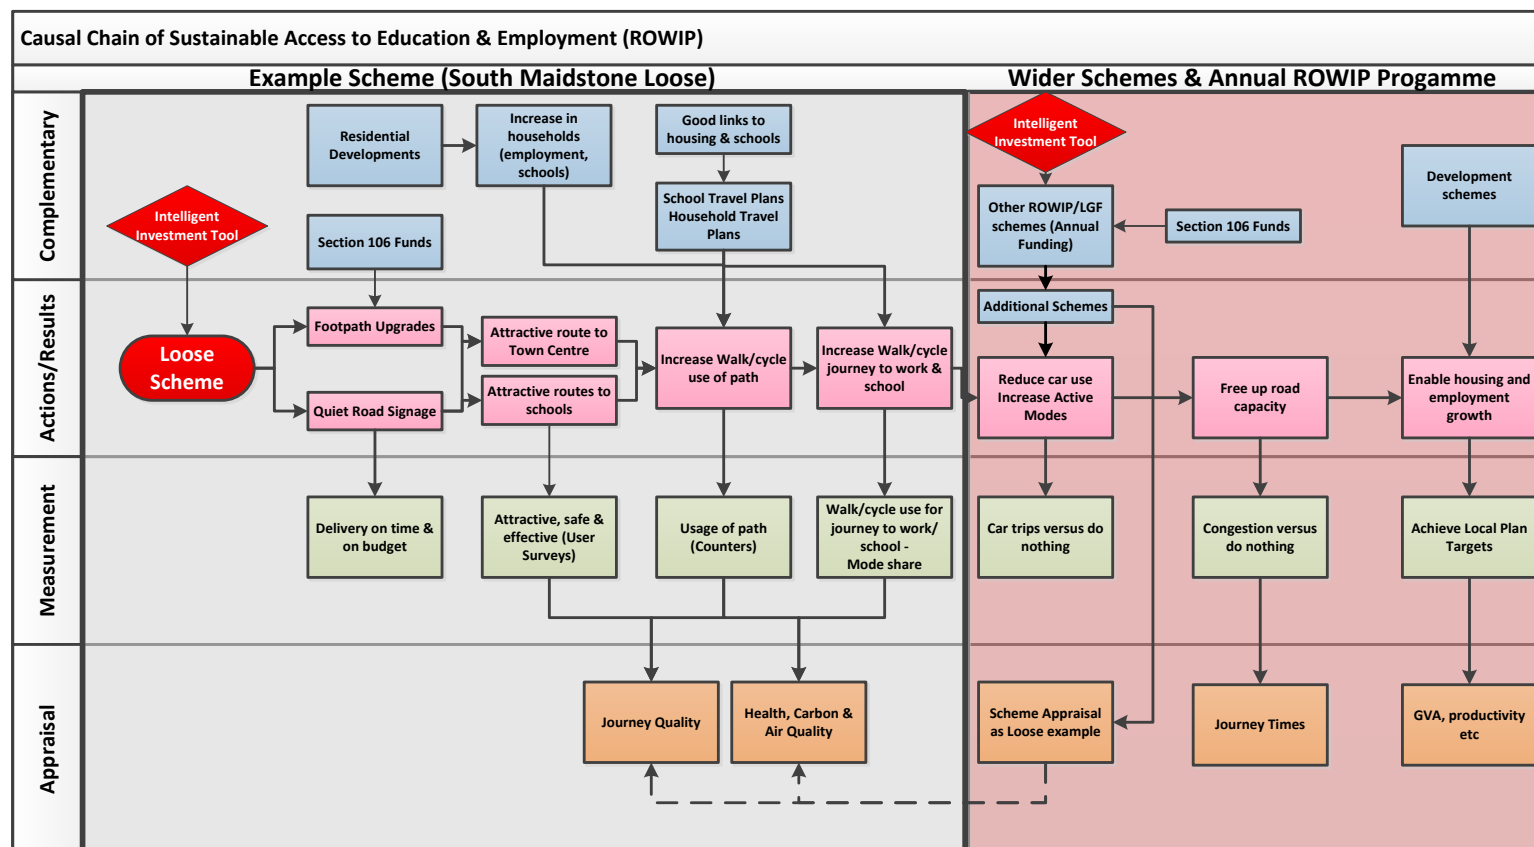 Causal Chain of Sustainable Access to Education & Employment (ROWIP)
Example Scheme (South Maidstone Loose)
Wider Schemes & Annual ROWIP Progamme
Complementary
Residential
Developments
Increase in
households
(employment,
schools)
Good links to
housing & schools
School Travel Plans
Household Travel
Plans
Intelligent
Investment Tool
Section 106 Funds
Intelligent
Investment Tool
Other ROWIP/LGF
schemes (Annual
Funding)
Section 106 Funds
Development
schemes
Actions/Results
Loose
Scheme
Footpath Upgrades
Quiet Road Signage
Attractive route to
Town Centre
Attractive routes to
schools
Increase Walk/cycle
use of path
Increase Walk/cycle
journey to work &
school
Additional Schemes
Reduce car use
Increase Active
Modes
Free up road
capacity
Enable housing and
employment
growth
Measurement
Delivery on time &
on budget
Attractive, safe &
effective (User
Surveys)
Usage of path
(Counters)
Walk/cycle use for
journey to work/
school -
Mode share
Car trips versus do
nothing
Congestion versus
do nothing
Achieve Local Plan
Targets
Appraisal
Journey Quality
Health, Carbon &
Air Quality
Scheme Appraisal
as Loose example
Journey Times
GVA, productivity
etc